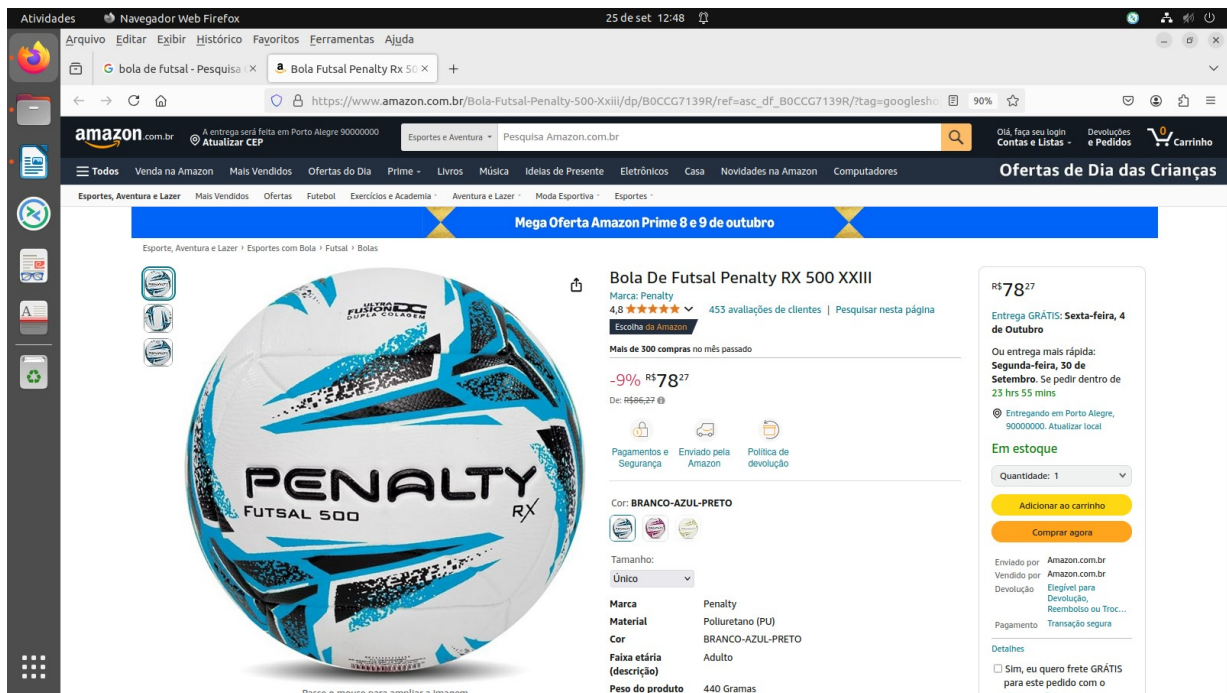 Atividades
Navegador Web Firefox
25 de set 12:48
Arquivo Editar Exibir Histórico Favoritos Ferramentas Ajuda
bola de futsal - Pesquisa
Bola Futsal Penalty Rx 50
https://www.amazon.com.br/Bola-Futsal-Penalty-500-Xxiii/dp/B0CCG7139R/ref=asc_df_B0CCG7139R/?tag=googlesho
90%
amazon.com.br
A entrega será feita em Porto Alegre 90000000
Atualizar CEP
Esportes e Aventura
Pesquisa Amazon.com.br
Olá, faça seu login
Contas e Listas
Devoluções
e Pedidos
0
Carrinho
Todos Venda na Amazon Mais Vendidos Ofertas do Dia Prime Livros Música Ideias de Presente Eletrônicos Casa Novidades na Amazon Computadores
Ofertas de Dia das Crianças
Esportes, Aventura e Lazer Mais Vendidos Ofertas Futebol Exercícios e Academia Aventura e Lazer Moda Esportiva Esportes
Mega Oferta Amazon Prime 8 e 9 de outubro
Esporte, Aventura e Lazer › Esportes com Bola › Futsal › Bolas
ULTRA
FUSION DC
DUPLA COLAGEM
PENALTY
FUTSAL 500
RX
Passe o mouse para ampliar a imagem
Bola De Futsal Penalty RX 500 XXIII
Marca: Penalty
4,8
453 avaliações de clientes | Pesquisar nesta página
Escolha da Amazon
Mais de 300 compras no mês passado
-9% R$7827
De: R$86,27
Pagamentos e
Segurança
Enviado pela
Amazon
Política de
devolução
Cor: BRANCO-AZUL-PRETO
Tamanho:
Único
Marca Penalty
Material Poliuretano (PU)
Cor BRANCO-AZUL-PRETO
Faixa etária Adulto
(descrição)
Peso do produto 440 Gramas
R$7827
Entrega GRÁTIS: Sexta-feira, 4
de Outubro
Ou entrega mais rápida:
Segunda-feira, 30 de
Setembro. Se pedir dentro de
23 hrs 55 mins
Entregando em Porto Alegre,
90000000. Atualizar local
Em estoque
Quantidade: 1
Adicionar ao carrinho
Comprar agora
Enviado por Amazon.com.br
Vendido por Amazon.com.br
Devolução Elegível para
Devolução,
Reembolso ou Troc...
Pagamento Transação segura
Detalhes
Sim, eu quero frete GRÁTIS
para este pedido com o